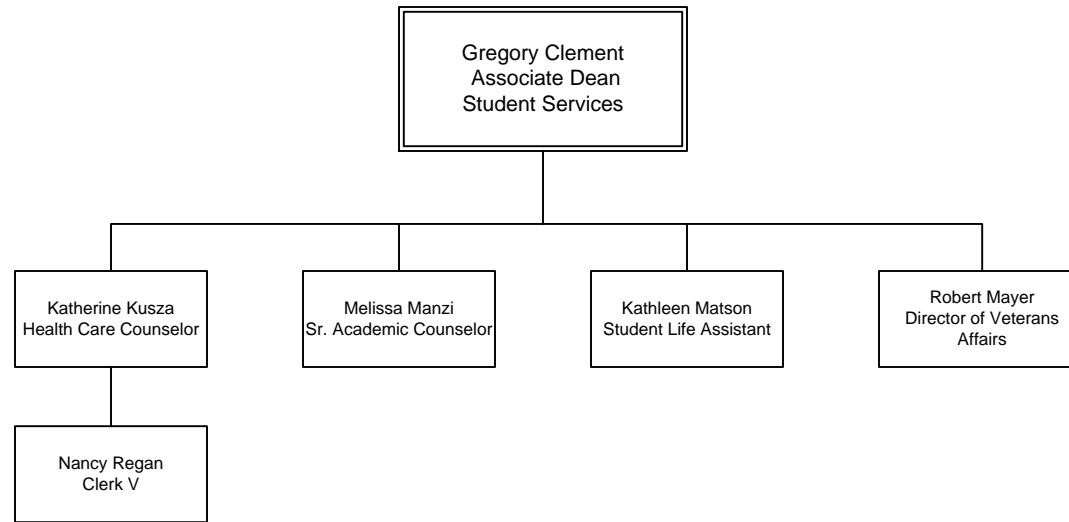 Gregory Clement
Associate Dean
Student Services
Katherine Kusza
Health Care Counselor
Melissa Manzi
Sr. Academic Counselor
Kathleen Matson
Student Life Assistant
Robert Mayer
Director of Veterans
Affairs
Nancy Regan
Clerk V